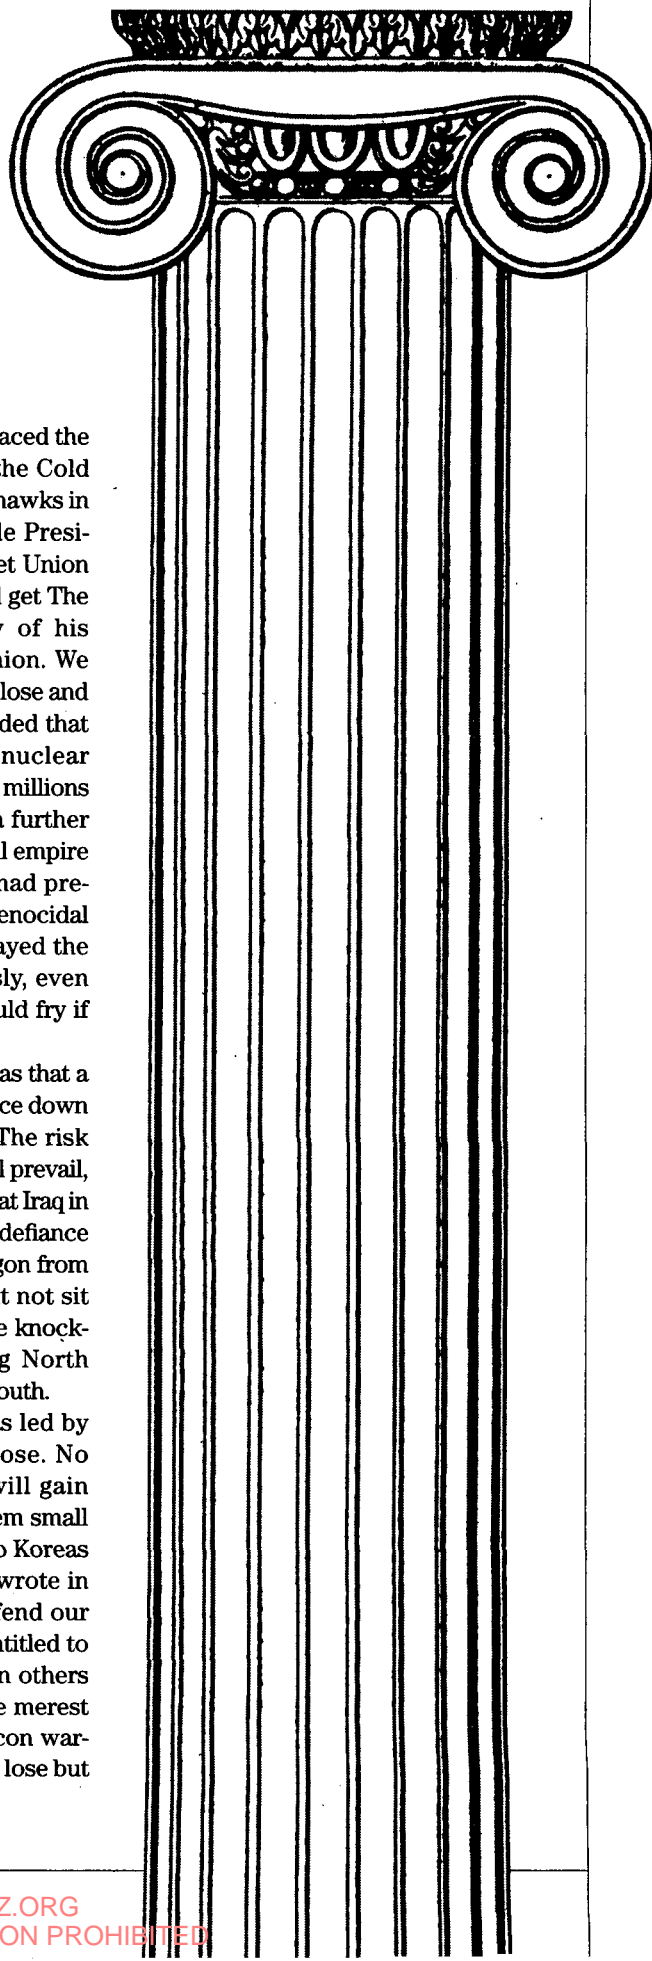 aced the
the Cold
hawks in
le Presi-
et Union
l get The
y of his
nion. We
lose and
ded that
nuclear
millions
a further
l empire
had pre-
enocidal
ayed the
sly, even
uld fry if
as that a
ce down
The risk
l prevail,
at Iraq in
defiance
gon from
t not sit
e knock-
g North
outh.
s led by
ose. No
will gain
em small
o Koreas
wrote in
fend our
ntitled to
n others
e merest
con war-
lose but
Z.ORG
ON PROHIBITED